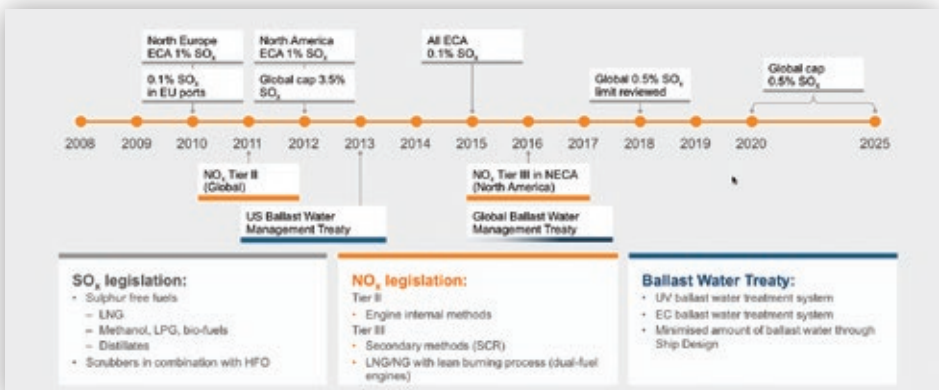 North Europe
ECA 1% SOx
North America
ECA 1% SOx
All ECA
0.1% SOx
0.1% SOx
in EU ports
Global cap 3.5%
SOx
Global 0.5% SOx
limit reviewed
Global cap
0.5% SOx
2008 2009 2010 2011 2012 2013 2014 2015 2016 2017 2018 2019 2020 2025
NOx Tier II
(Global)
NOx Tier III in NECA
(North America)
US Ballast Water
Management Treaty
Global Ballast Water
Management Treaty
SOx legislation:
• Sulphur free fuels
– LNG
– Methanol, LPG, bio-fuels
– Distillates
• Scrubbers in combination with HFO
NOx legislation:
Tier II
• Engine internal methods
Tier III
• Secondary methods (SCR)
• LNG/NG with lean burning process (dual-fuel
engines)
Ballast Water Treaty:
• UV ballast water treatment system
• EC ballast water treatment system
• Minimised amount of ballast water through
Ship Design